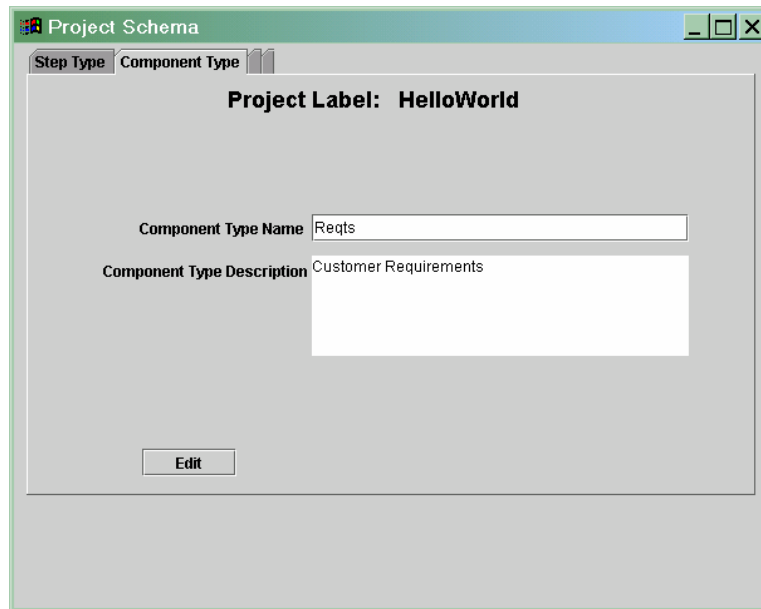 Project Schema
Step Type
Component Type
Project Label: HelloWorld
Component Type Name
Reqts
Component Type Description
Customer Requirements
Edit